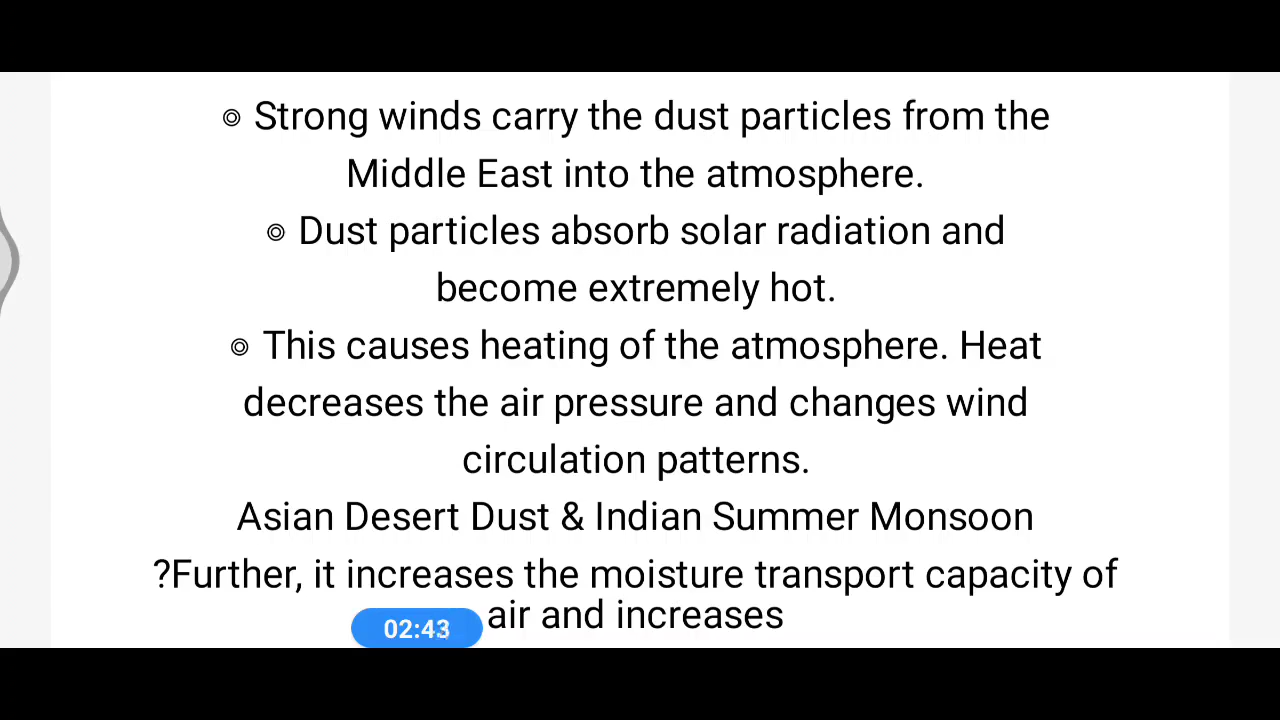 ◎ Strong winds carry the dust particles from the
Middle East into the atmosphere.
◎ Dust particles absorb solar radiation and
become extremely hot.
◎ This causes heating of the atmosphere. Heat
decreases the air pressure and changes wind
circulation patterns.
Asian Desert Dust & Indian Summer Monsoon
?Further, it increases the moisture transport capacity of
air and increases
02:43